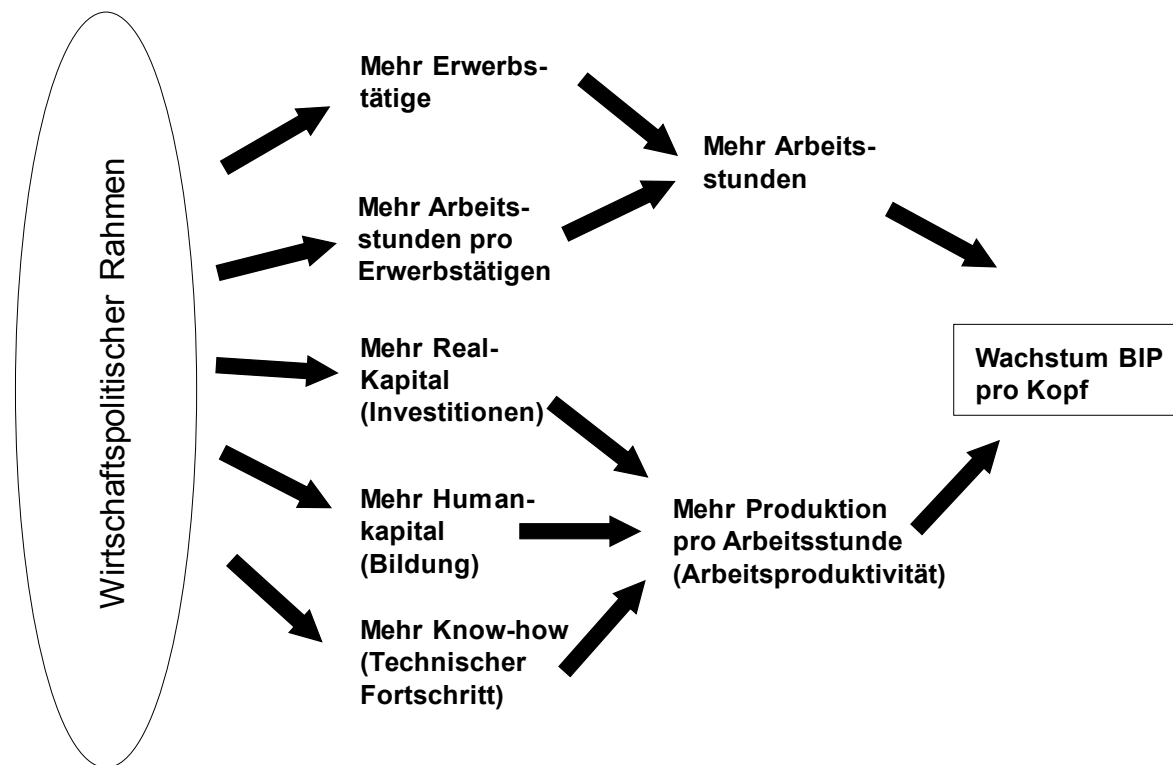 Wirtschaftspolitischer Rahmen
Mehr Erwerbs-
tätige
Mehr Arbeits-
stunden pro
Erwerbstätigen
Mehr Real-
Kapital
(Investitionen)
Mehr Human-
kapital
(Bildung)
Mehr Know-how
(Technischer
Fortschritt)
Mehr Arbeits-
stunden
Mehr Produktion
pro Arbeitsstunde
(Arbeitsproduktivität)
Wachstum BIP
pro Kopf